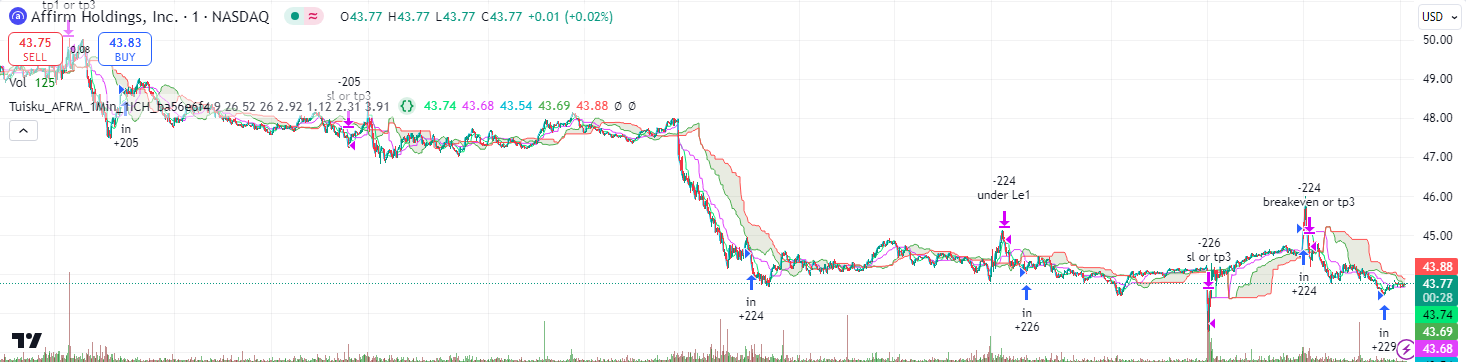 tp1 or tp3
Affirm Holdings, Inc. · 1 · NASDAQ
O43.77 H43.77 L43.77 C43.77 +0.01 (+0.02%)
USD
43.75
SELL
0.08
43.83
BUY
Vol 125
Tuisku_AFRM_1Min_1ICH_ba56e6f4 9 26 52 26 2.92 1.12 2.31 3.91 43.74 43.68 43.54 43.69 43.88 Ø Ø
in
+205
-205
sl or tp3
in
+224
-224
under Le1
in
+226
-226
sl or tp3
-224
breakeven or tp3
in
+224
in
+229
50.00
49.00
48.00
47.00
46.00
45.00
43.88
43.77
00:28
43.74
43.69
43.68